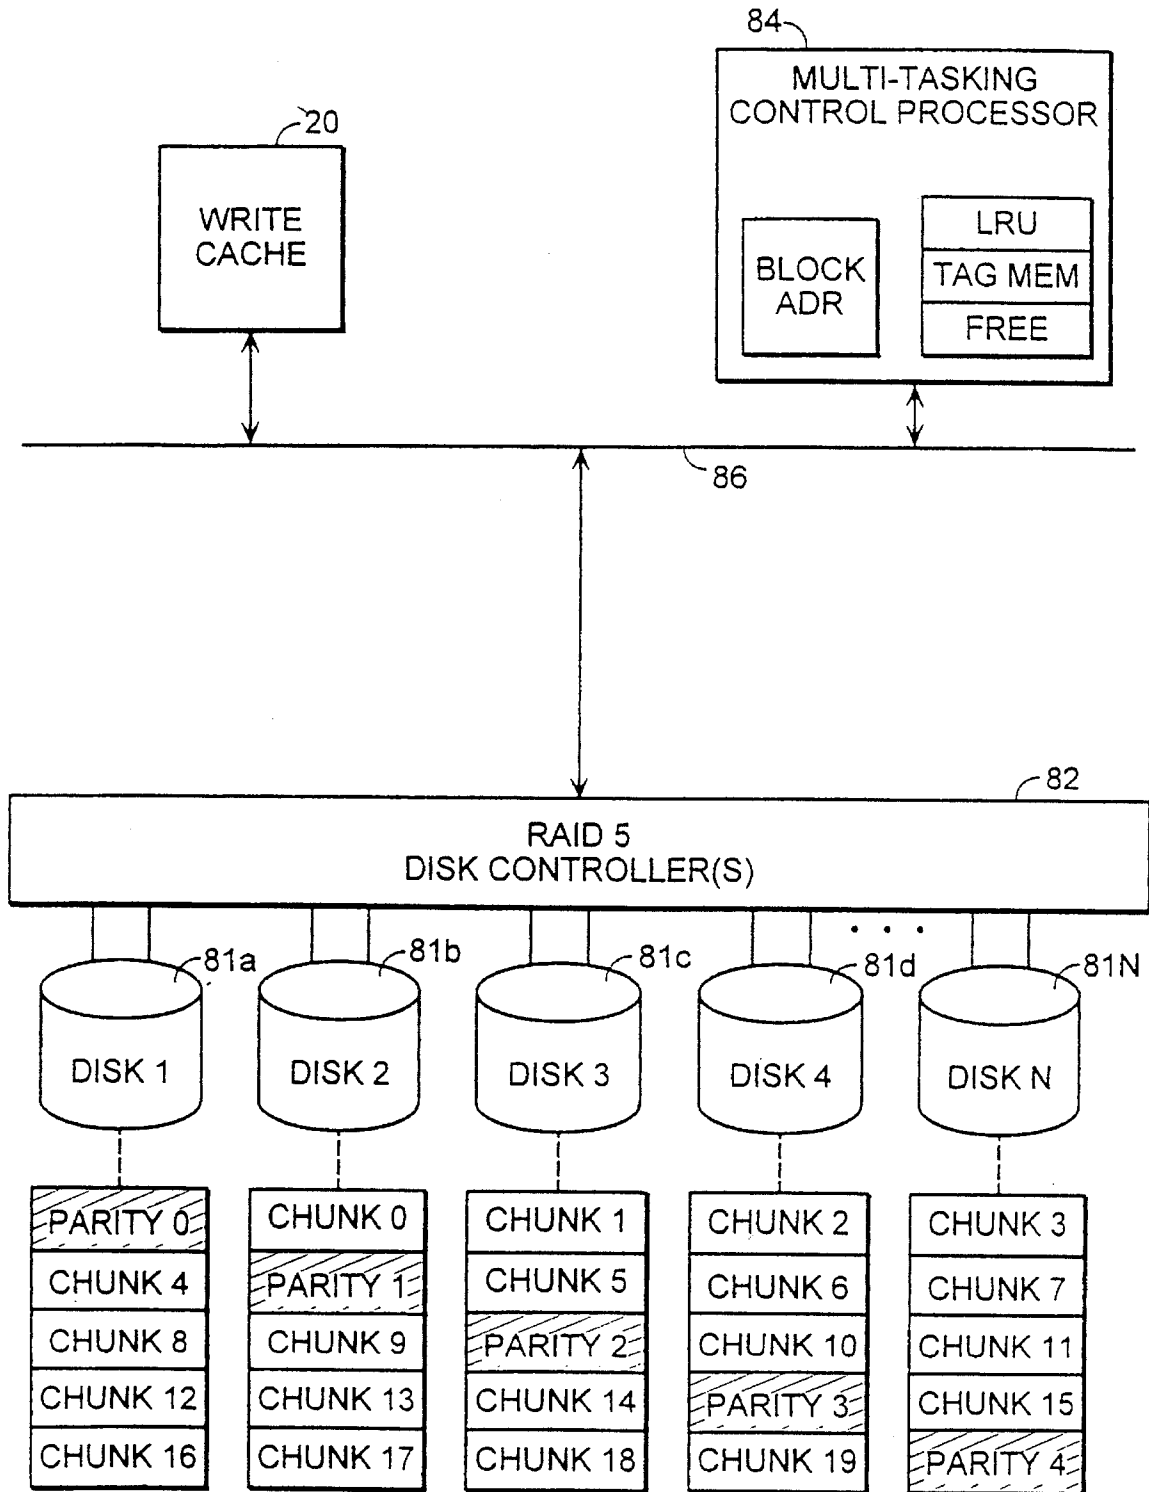 84
MULTI-TASKING
CONTROL PROCESSOR
20
WRITE
CACHE
BLOCK
ADR
LRU
TAG MEM
FREE
86
82
RAID 5
DISK CONTROLLER(S)
81a
81b
81c
81d
. . .
81N
DISK 1
DISK 2
DISK 3
DISK 4
DISK N
PARITY 0
CHUNK 0
CHUNK 1
CHUNK 2
CHUNK 3
CHUNK 4
PARITY 1
CHUNK 5
CHUNK 6
CHUNK 7
CHUNK 8
CHUNK 9
PARITY 2
CHUNK 10
CHUNK 11
CHUNK 12
CHUNK 13
CHUNK 14
PARITY 3
CHUNK 15
CHUNK 16
CHUNK 17
CHUNK 18
CHUNK 19
PARITY 4